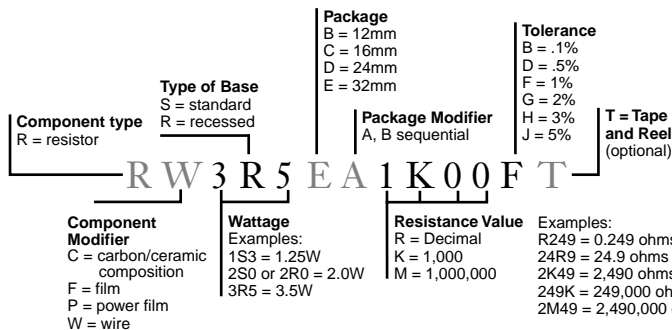 Package
B = 12mm
C = 16mm
D = 24mm
E = 32mm
Tolerance
B = .1%
D = .5%
F = 1%
G = 2%
H = 3%
J = 5%
Type of Base
S = standard
R = recessed
Component type
R = resistor
Package Modifier
A, B sequential
T = Tape
and Reel
(optional)
RW3R5EA1K00FT
Component
Modifier
C = carbon/ceramic
composition
F = film
P = power film
W = wire
Wattage
Examples:
1S3 = 1.25W
2S0 or 2R0 = 2.0W
3R5 = 3.5W
Resistance Value
R = Decimal
K = 1,000
M = 1,000,000
Examples:
R249 = 0.249 ohms
24R9 = 24.9 ohms
2K49 = 2,490 ohms
249K = 249,000
2M49 = 2,490,000